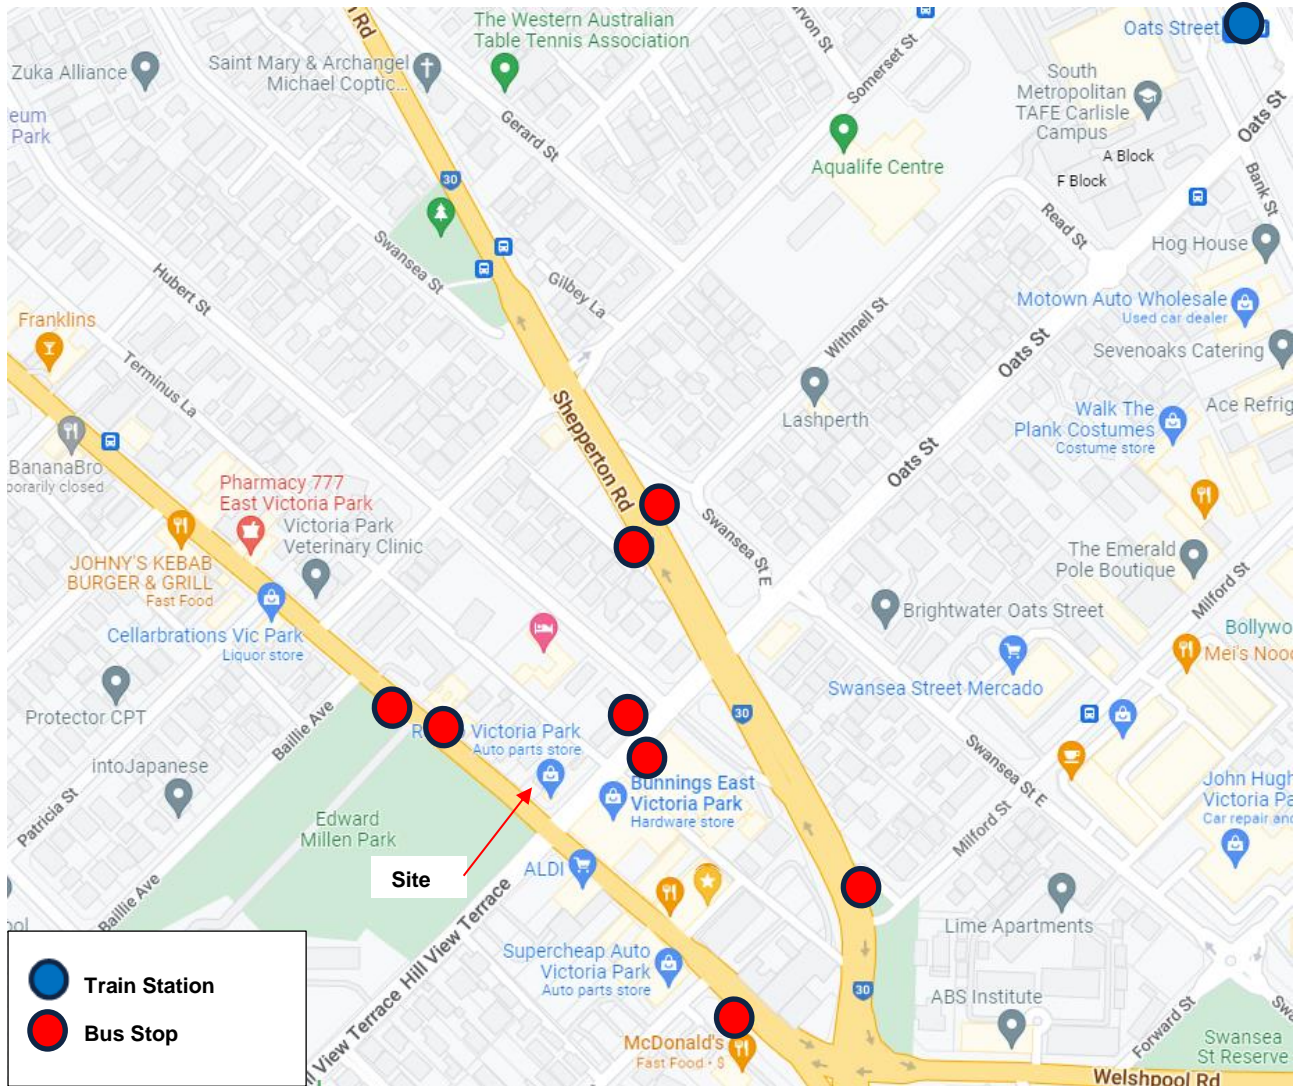 n Rd
The Western Australian
Table Tennis Association
arvon St
Oats Street
Zuka Alliance
Saint Mary & Archangel
Michael Coptic...
Somerset St
South
Metropolitan
TAFE Carlisle
Campus
Oats St
eum
Park
Gerard St
Aqualife Centre
A Block
F Block
Bank St
30
Read St
Swansea St
Hog House
Hubert St
Gilbey La
Motown Auto Wholesale
Used car dealer
Franklins
Withnell St
Oats St
Sevenoaks Catering
Terminus La
Shepperton Rd
Lashperth
Walk The
Plank Costumes
Costume store
Ace Refrig
BananaBro
porarily closed
Pharmacy 777
East Victoria Park
Oats St
Victoria Park
Veterinary Clinic
Swansea St E
JOHNY'S KEBAB
BURGER & GRILL
Fast Food
The Emerald
Pole Boutique
Milford St
Cellarbrations Vic Park
Liquor store
Brightwater Oats Street
Bollywo
Mei's Nood
Protector CPT
Baillie Ave
Swansea Street Mercado
30
R
Victoria Park
Auto parts store
intoJapanese
Swansea St E
Bunnings East
Victoria Park
Hardware store
John Hugh
Victoria Pa
Car repair and
Patricia St
Edward
Millen Park
Milford St
Site
ALDI
Baillie Ave
Hill View Terrace
Lime Apartments
ool
Supercheap Auto
Victoria Park
Auto parts store
Train Station
30
ABS Institute
Bus Stop
McDonald's
Fast Food · $
Forward St
Swa
Swansea
St Reserve
ll View Terrace
Welshpool Rd